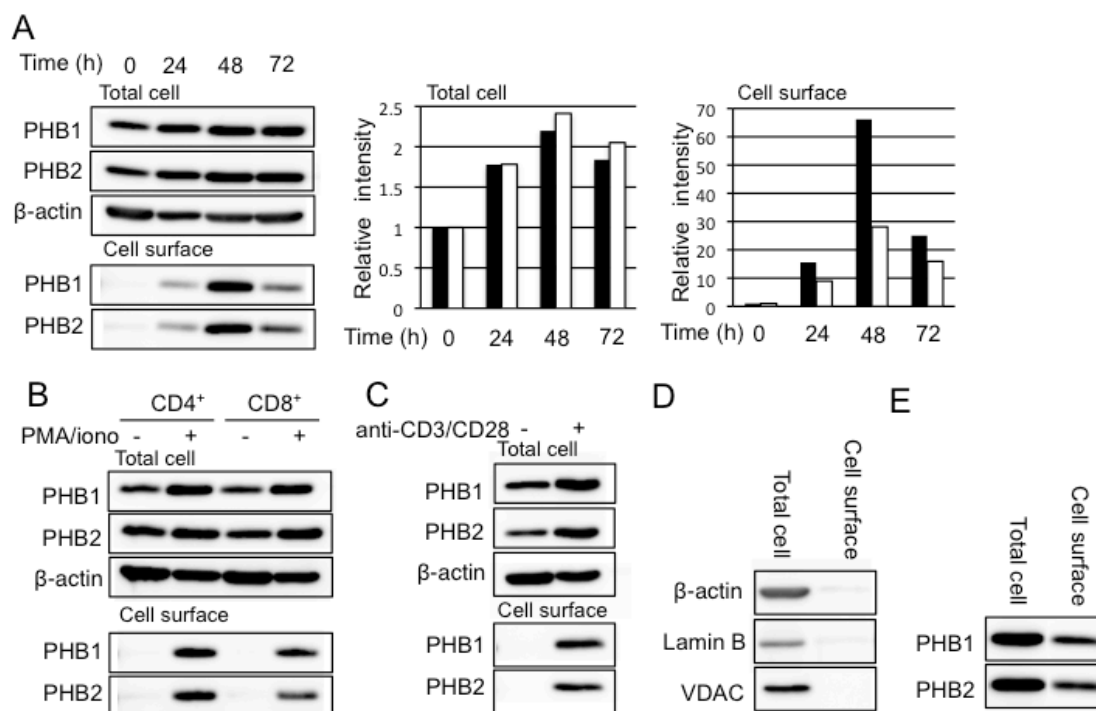 A
Time (h) 0 24 48 72
Total cell
PHB1
PHB2
β-actin
Cell surface
PHB1
PHB2
Total cell
Relative intensity
2.5
2
1.5
1
0.5
0
Time (h) 0 24 48 72
Cell surface
Relative intensity
70
60
50
40
30
20
10
0
Time (h) 0 24 48 72
B
CD4⁺ CD8⁺
PMA/iono - + - +
Total cell
PHB1
PHB2
β-actin
Cell surface
PHB1
PHB2
C
anti-CD3/CD28 - +
Total cell
PHB1
PHB2
β-actin
Cell surface
PHB1
PHB2
D
Total cell
Cell surface
β-actin
Lamin B
VDAC
E
Total cell
Cell surface
PHB1
PHB2